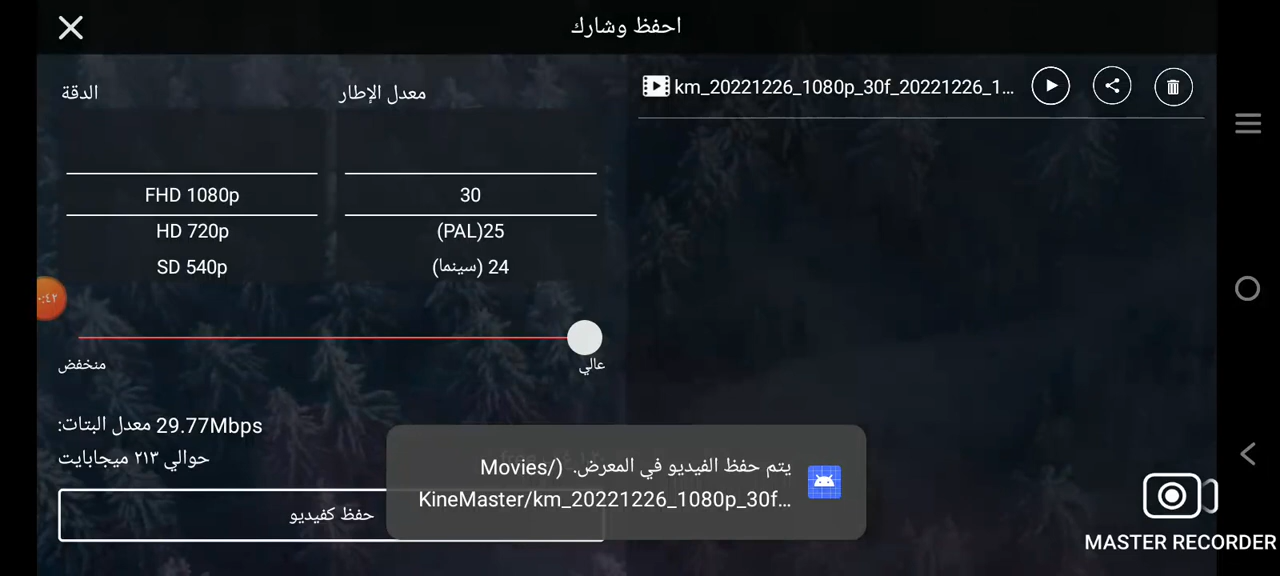 احفظ وشارك
الدقة
معدل الإطار
FHD 1080p
HD 720p
SD 540p
30
(PAL)25
24 (سينما)
٠:٤٢
منخفض
عالي
معدل البتات: 29.77Mbps
حوالي ٢١٣ ميجابايت
حفظ كفيديو
km_20221226_1080p_30f_20221226_1...
يتم حفظ الفيديو في المعرض. (/Movies
KineMaster/km_20221226_1080p_30f...
MASTER RECORDER